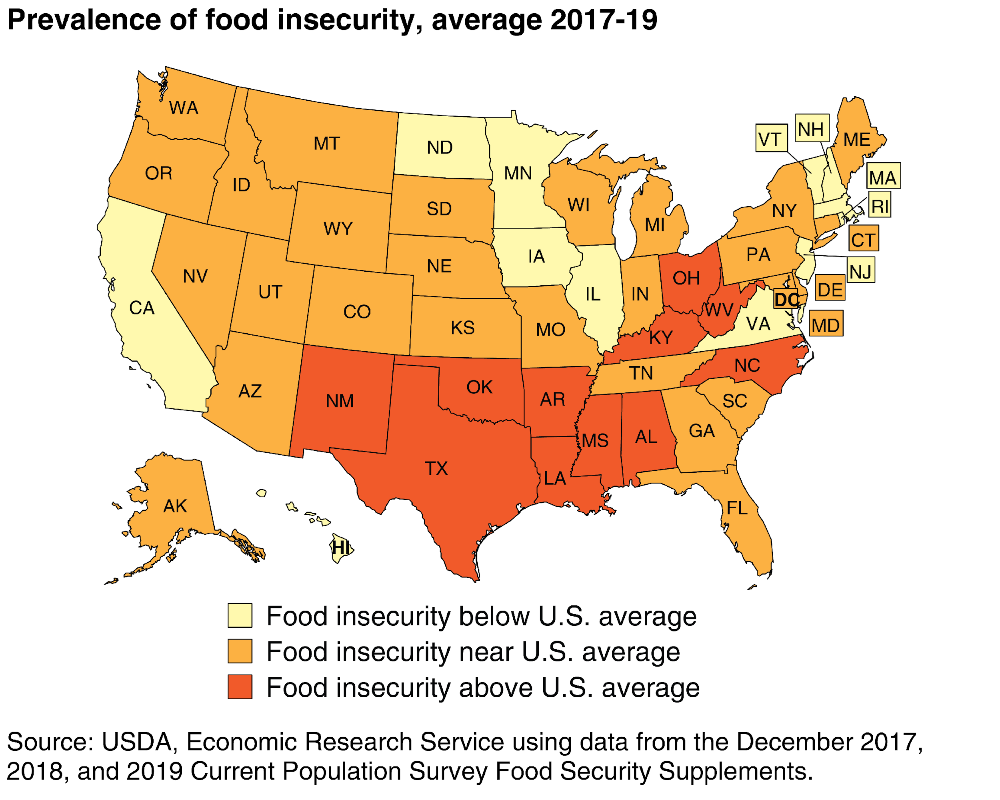 Prevalence of food insecurity, average 2017-19
WA
MT
ND
MN
VT
NH
ME
OR
ID
SD
WI
MI
NY
MA
RI
WY
CT
IA
PA
NE
NJ
NV
UT
CO
IL
IN
OH
DE
DC
CA
KS
MO
WV
VA
MD
KY
NC
TN
AZ
NM
OK
AR
SC
MS
AL
GA
TX
LA
AK
FL
HI
Food insecurity below U.S. average
Food insecurity near U.S. average
Food insecurity above U.S. average
Source: USDA, Economic Research Service using data from the December 2017,
2018, and 2019 Current Population Survey Food Security Supplements.